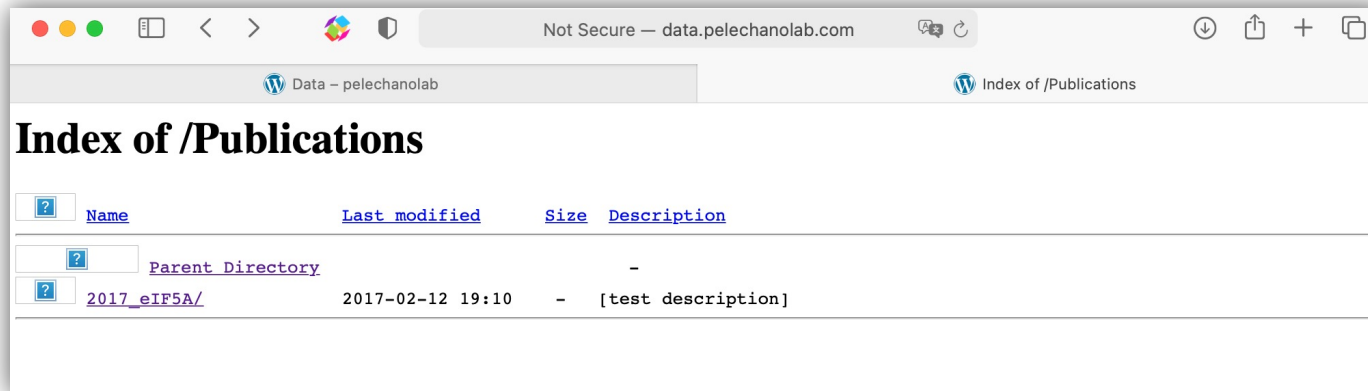 Not Secure — data.pelechanolab.com
Data – pelechanolab
Index of /Publications
Index of /Publications
Name Last modified Size Description
Parent Directory -
2017_eIF5A/ 2017-02-12 19:10 - [test description]